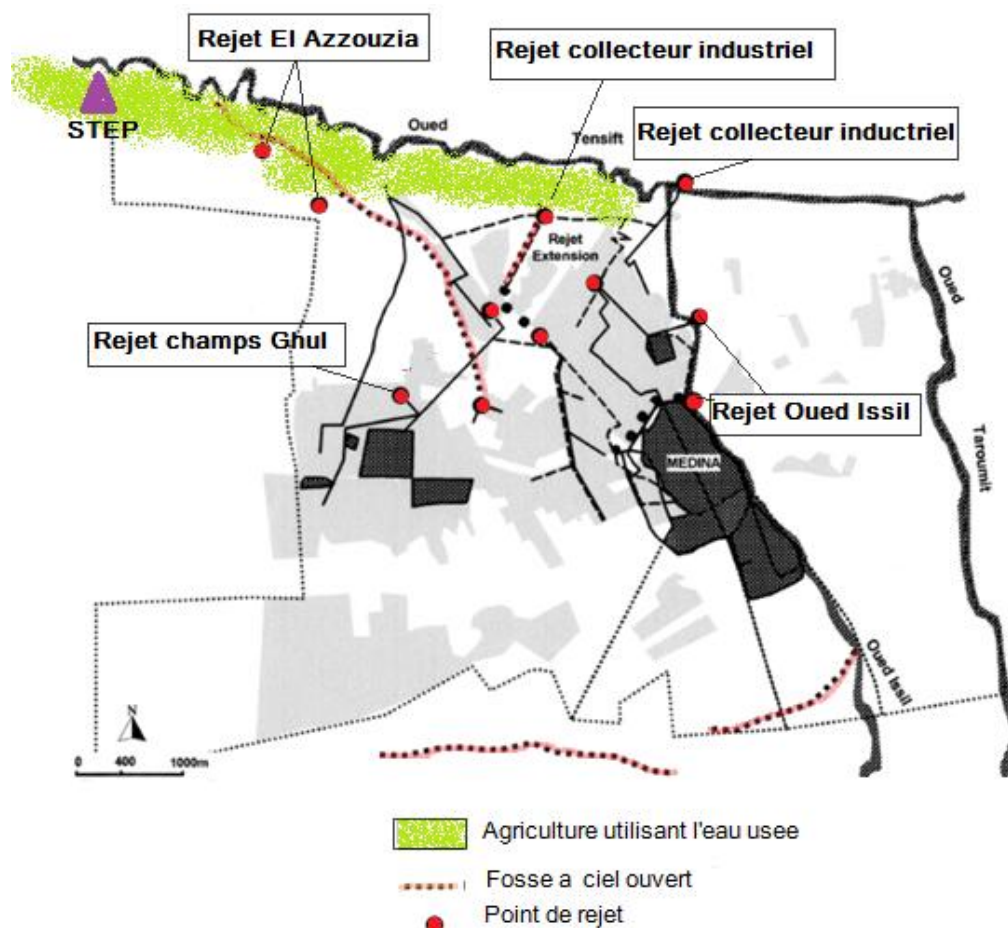 Rejet El Azzouzia
Rejet collecteur industriel
Rejet collecteur inductriel
STEP
Oued
Tensift
Rejet
Extension
Oued
Rejet champs Ghul
Rejet Oued Issil
Taroumit
MEDINA
Oued Issil
N
0 400 1000m
Agriculture utilisant l'eau usee
Fosse a ciel ouvert
Point de rejet